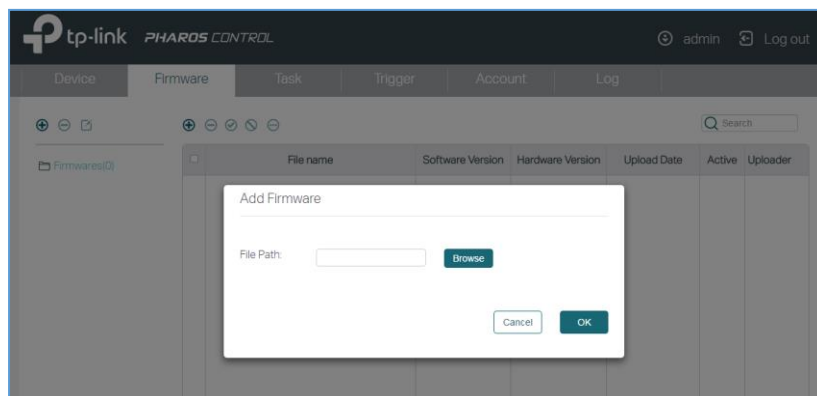 tp-link PHAROS CONTROL admin Log out
Device Firmware Task Trigger Account Log
Search
Firmwares(0)
File name Software Version Hardware Version Upload Date Active Uploader
Add Firmware
File Path: Browse
Cancel OK